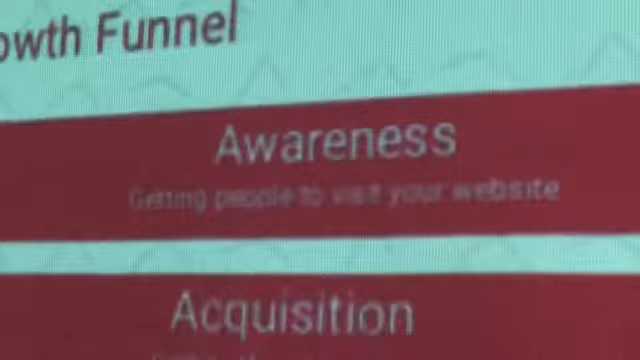 owth Funnel
Awareness
Getting people to visit your website
Acquisition